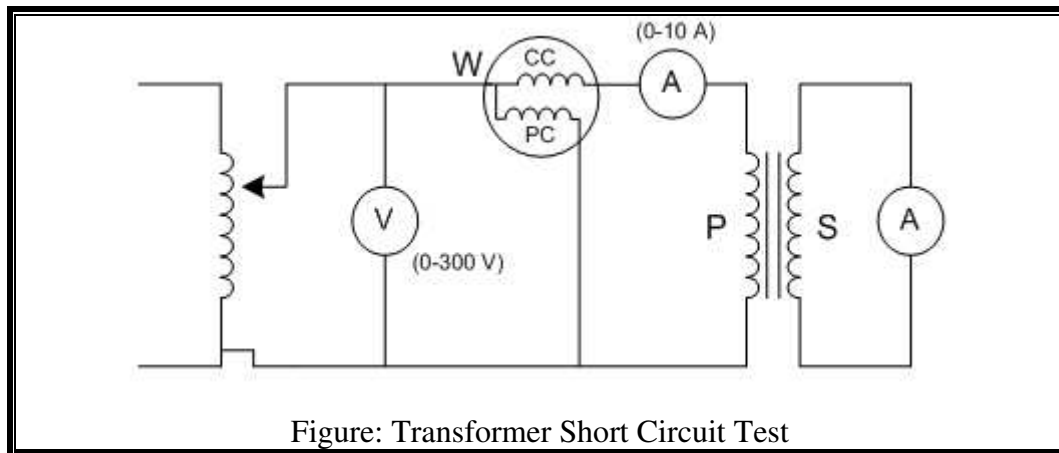 (0-10 A)
W
CC
A
PC
V
(0-300 V)
P
S
A
Figure: Transformer Short Circuit Test